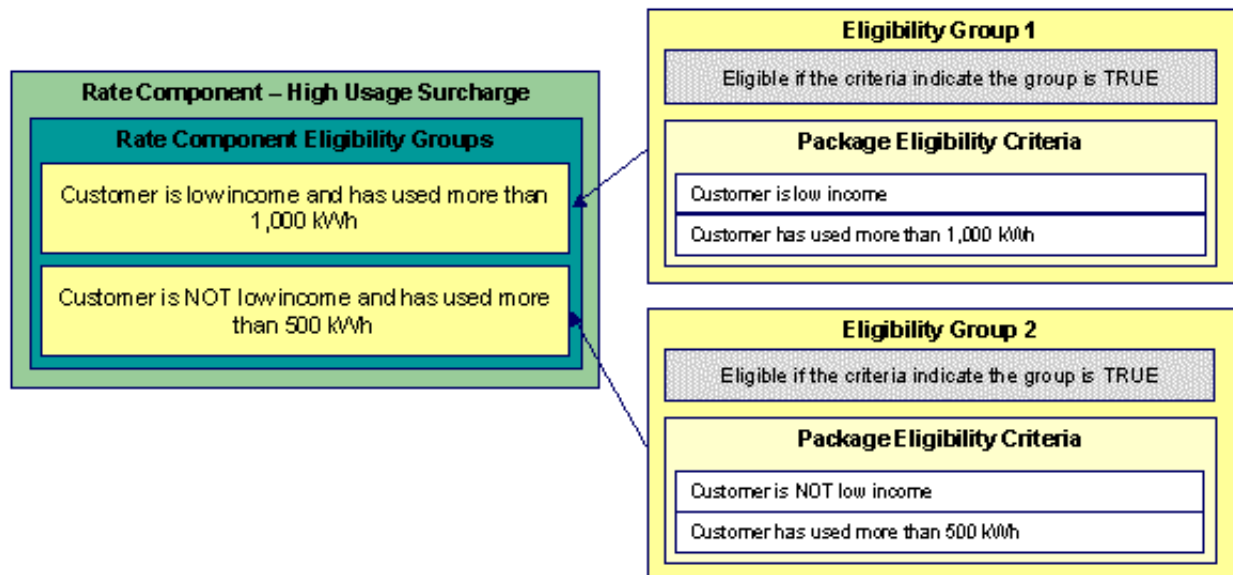 Rate Component – High Usage Surcharge
Rate Component Eligibility Groups
Customer is low income and has used more than
1,000 kWh
Customer is NOT low income and has used more
than 500 kWh
Eligibility Group 1
Eligible if the criteria indicate the group is TRUE
Package Eligibility Criteria
Customer is low income
Customer has used more than 1,000 kWh
Eligibility Group 2
Eligible if the criteria indicate the group is TRUE
Package Eligibility Criteria
Customer is NOT low income
Customer has used more than 500 kWh